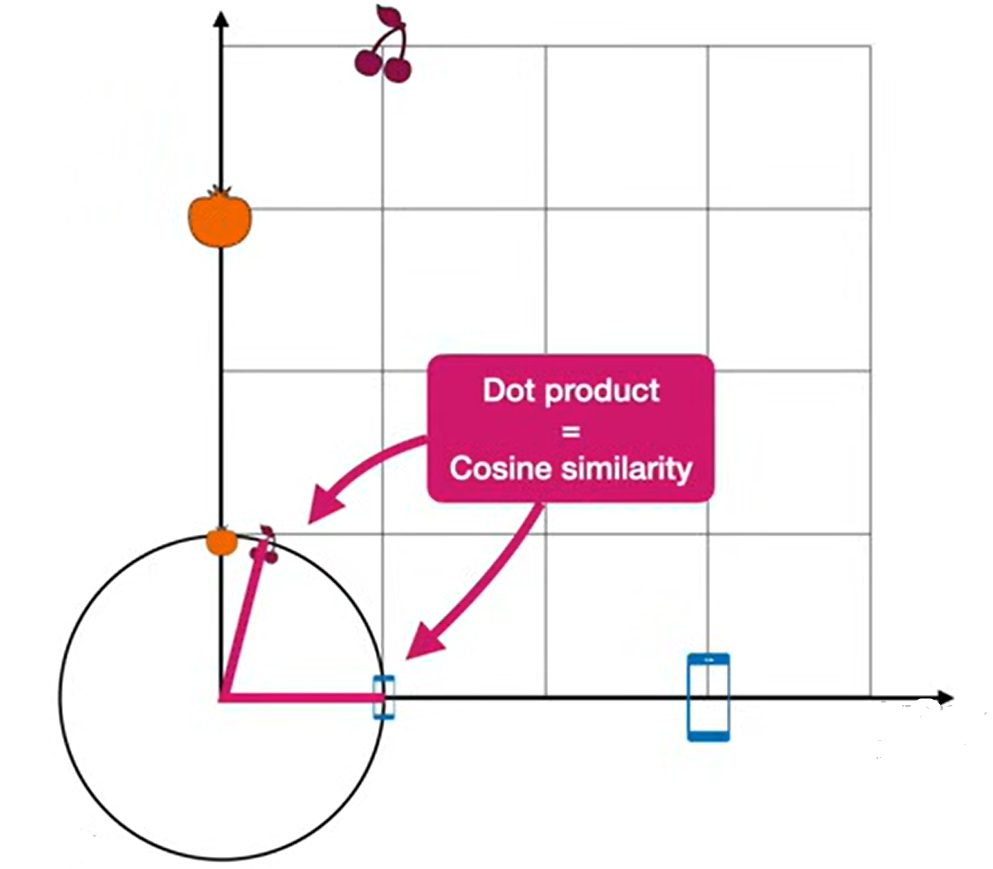 Dot product
=
Cosine similarity